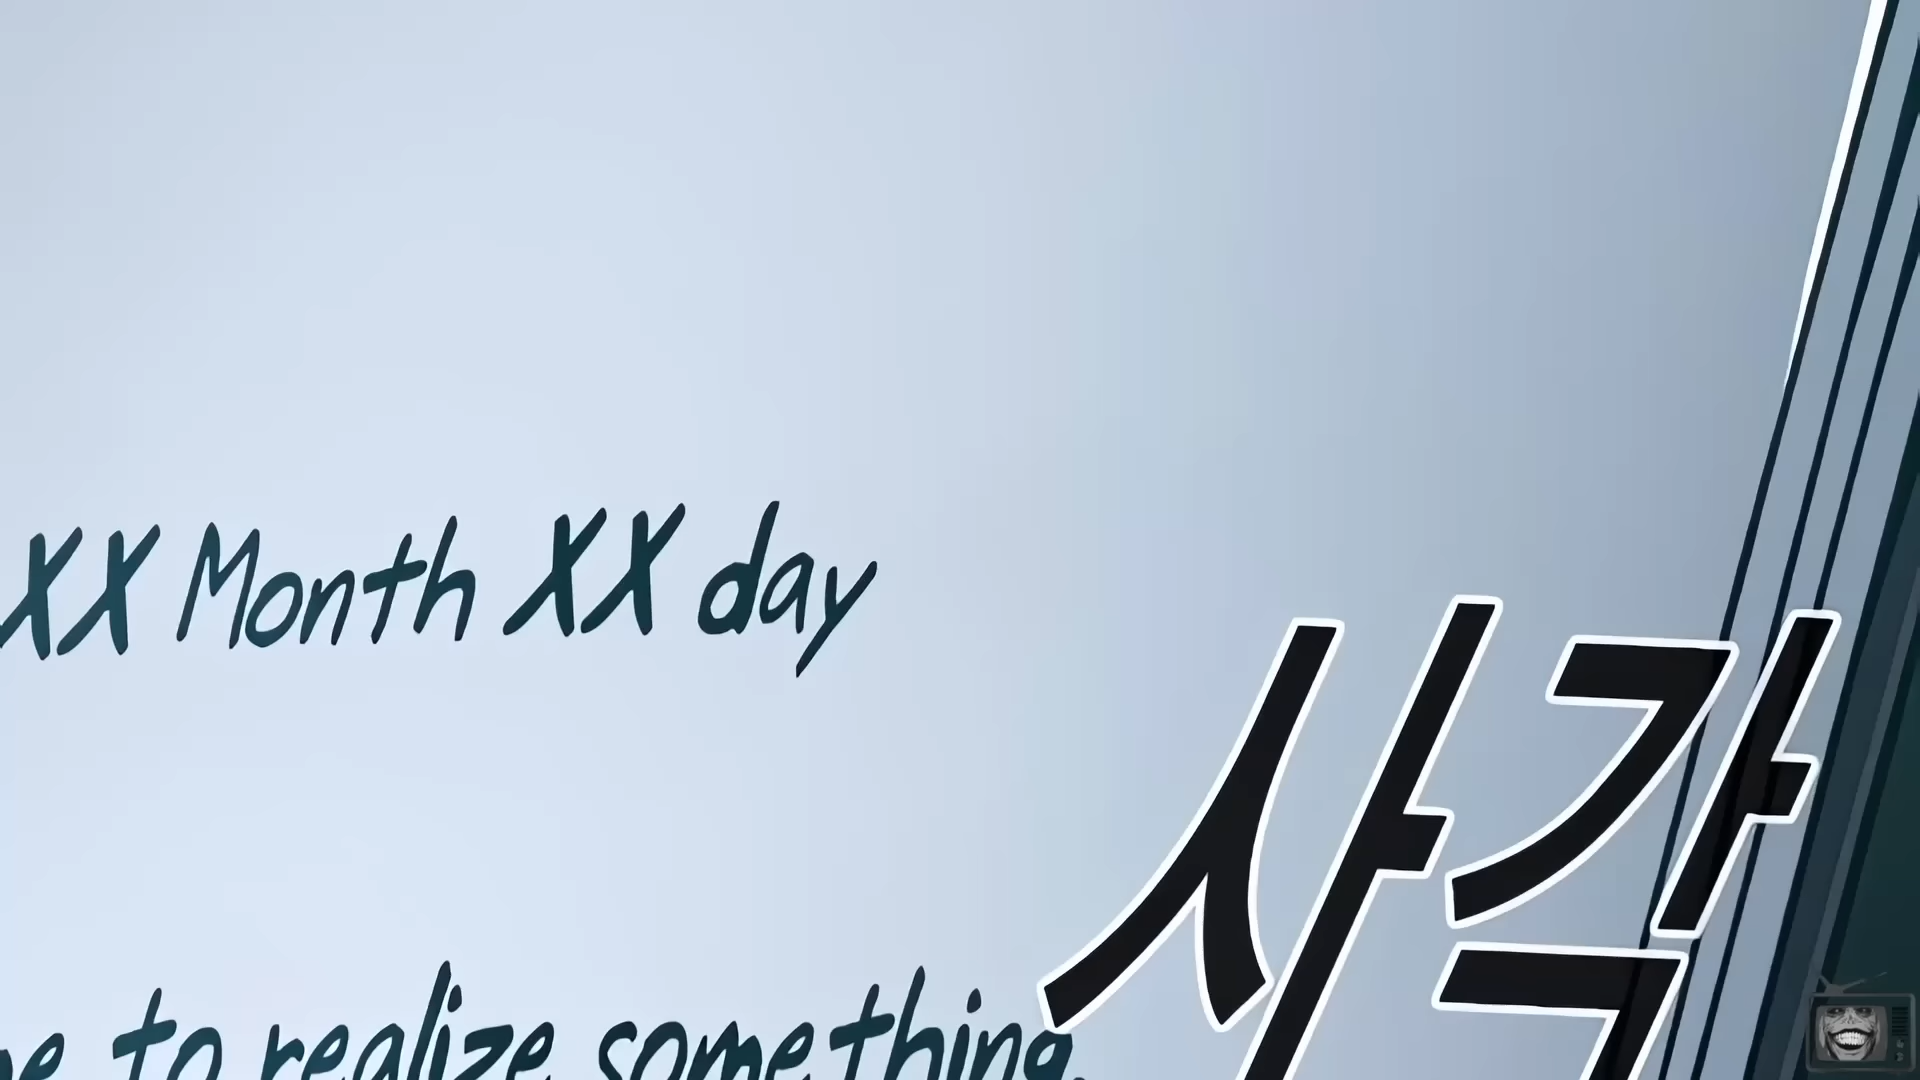 XX Month XX day
사각
to realize something.